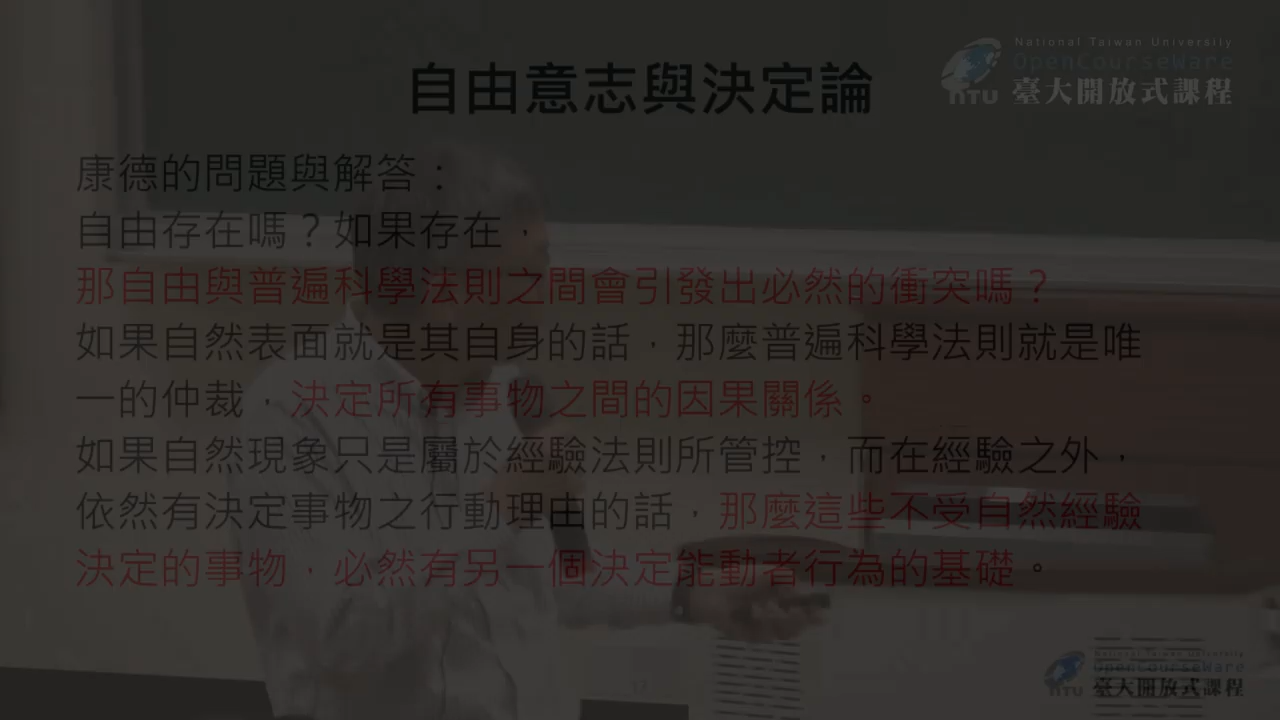 National Taiwan University
OpenCourseWare
NTU 臺大開放式課程
自由意志與決定論
康德的問題與解答：
自由存在嗎？如果存在，
那自由與普遍科學法則之間會引發出必然的衝突嗎？
如果自然表面就是其自身的話，那麼普遍科學法則就是唯
一的仲裁，決定所有事物之間的因果關係。
如果自然現象只是屬於經驗法則所管控，而在經驗之外，
依然有決定事物之行動理由的話，那麼這些不受自然經驗
決定的事物，必然有另一個決定能動者行為的基礎。
17
National Taiwan University
OpenCourseWare
NTU 臺大開放式課程